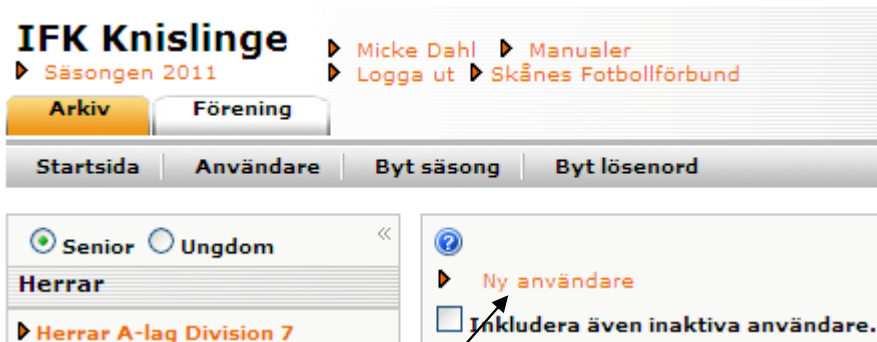 IFK Knislinge
Säsongen 2011
Micke Dahl Manualer
Logga ut Skånes Fotbollförbund
Arkiv Förening
Startsida Användare Byt säsong Byt lösenord
Senior Ungdom «
Herrar
Herrar A-lag Division 7
?
Ny användare
Inkludera även inaktiva användare.